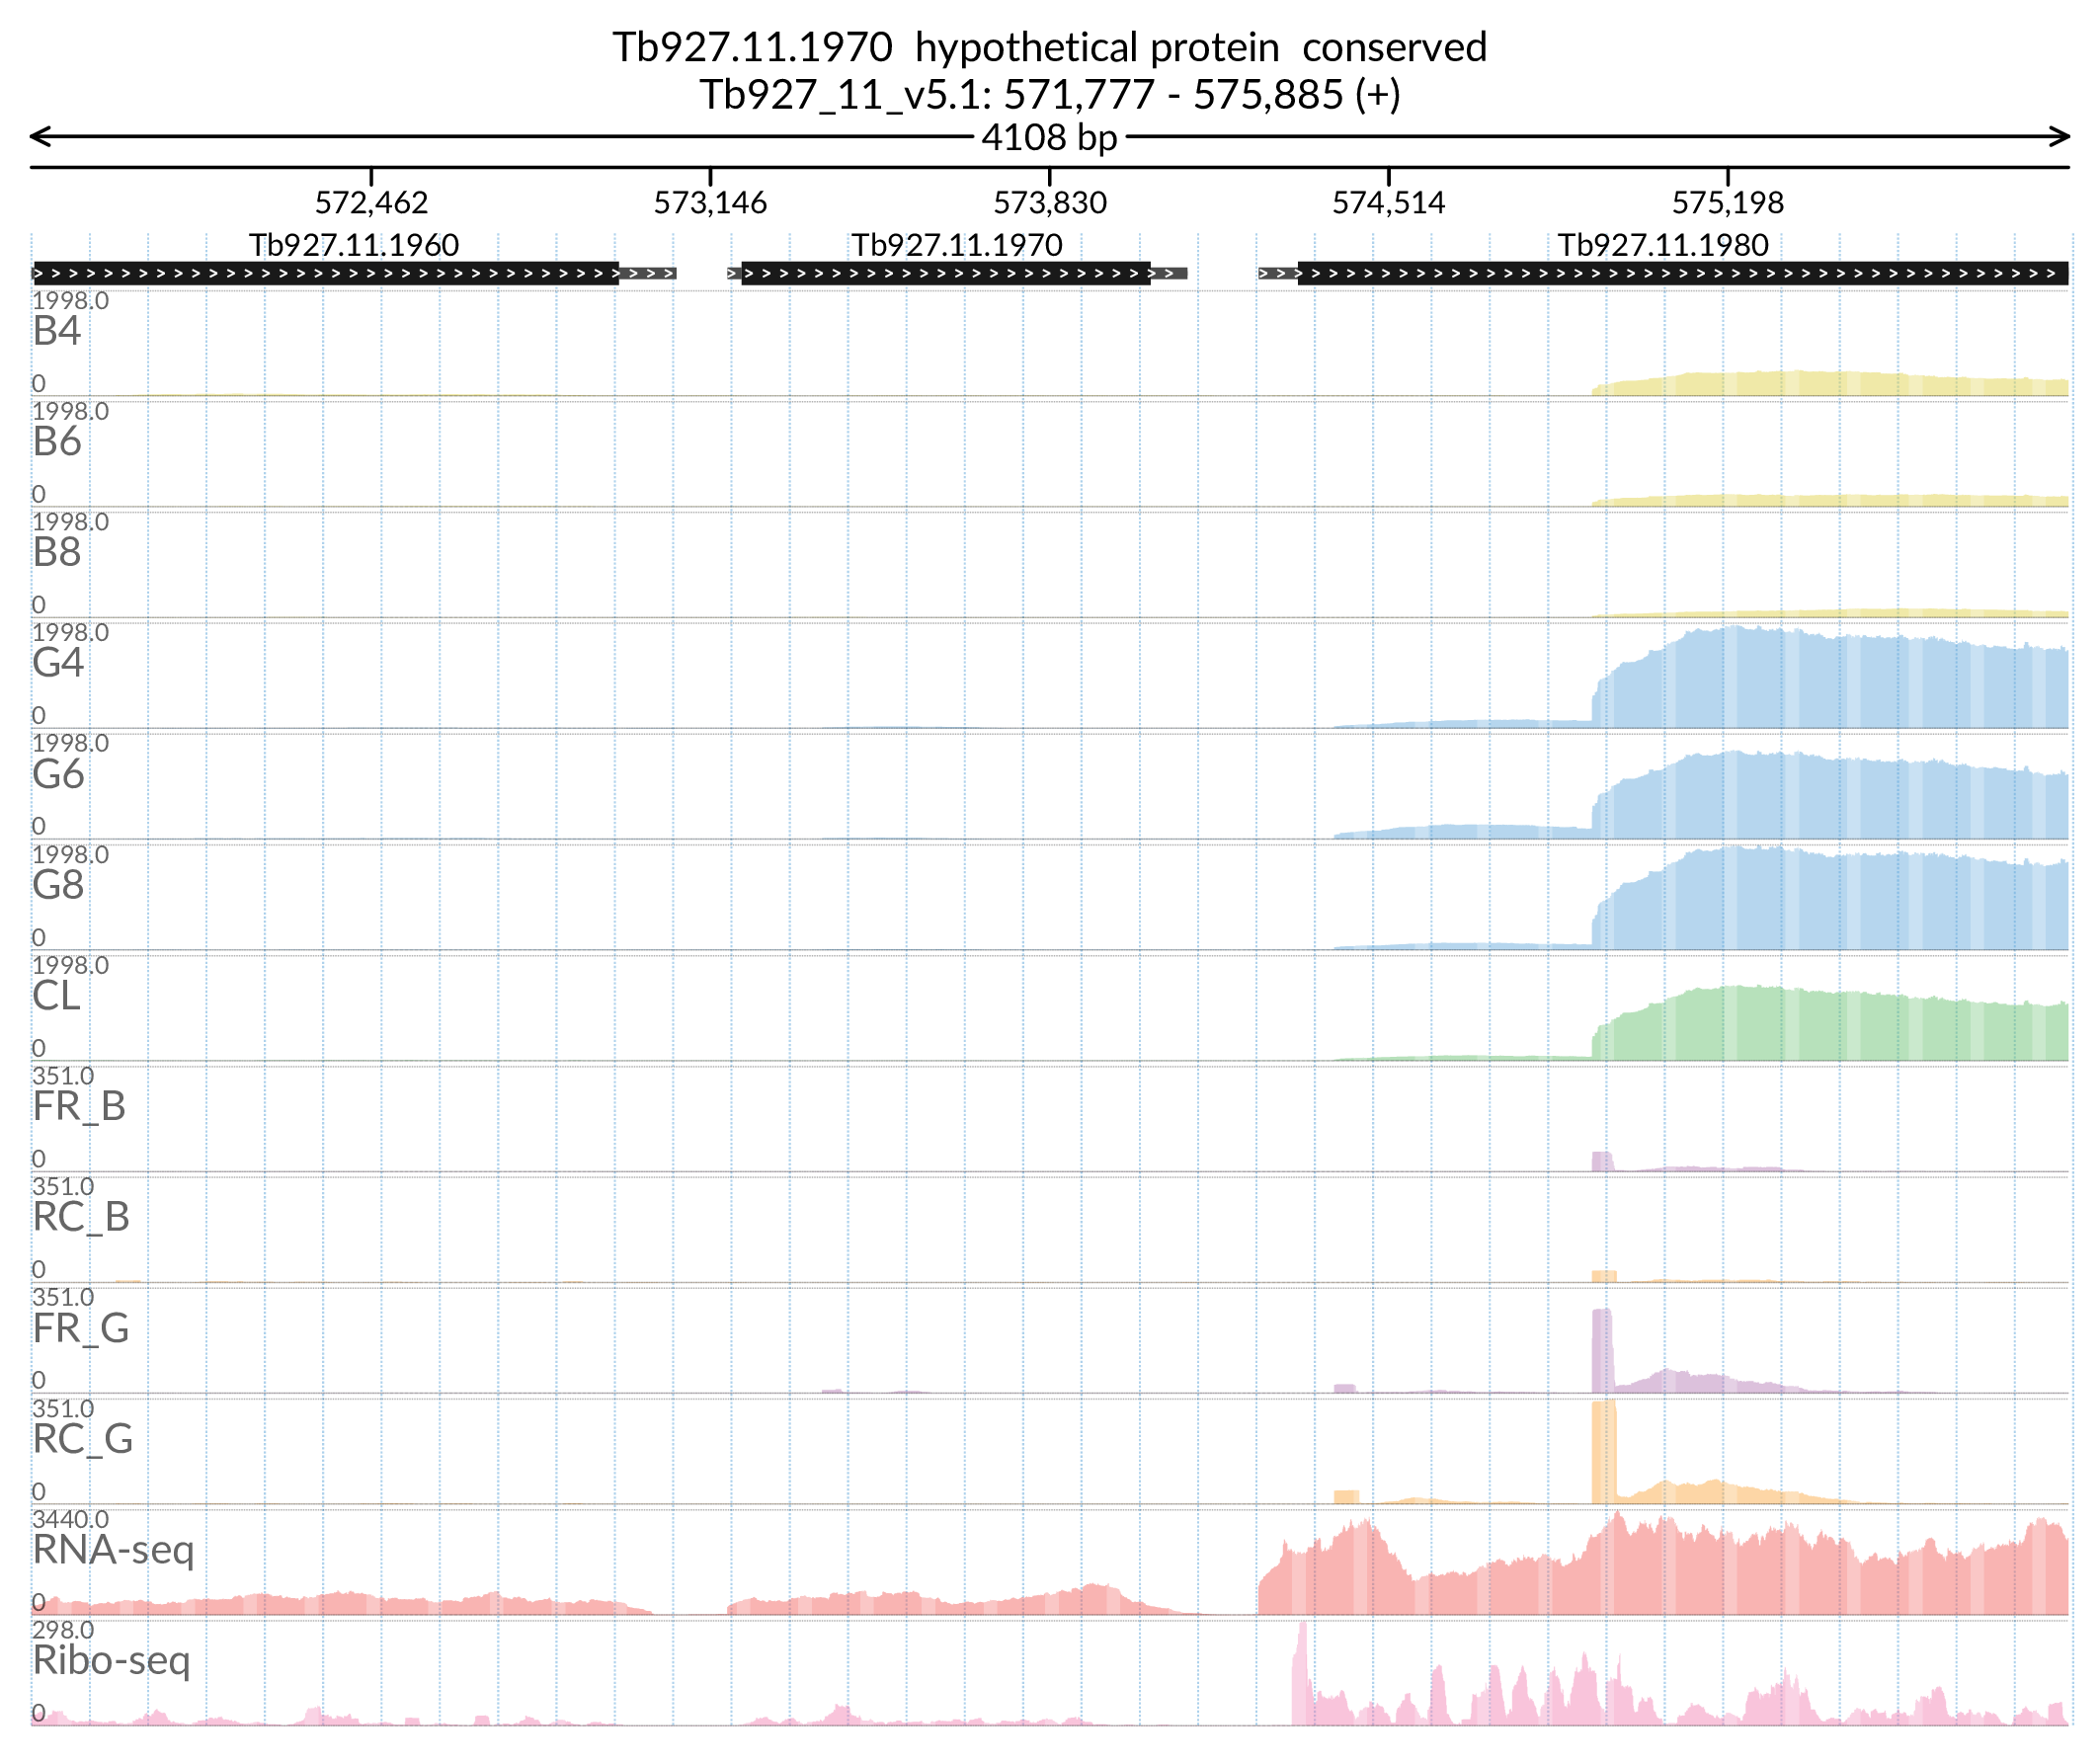 Tb927.11.1970 hypothetical protein conserved
Tb927_11_v5.1: 571,777 - 575,885 (+)
4108 bp
572,462 573,146 573,830 574,514 575,198
Tb927.11.1960 Tb927.11.1970 Tb927.11.1980
1998.0
B4
0
1998.0
B6
0
1998.0
B8
0
1998.0
G4
0
1998.0
G6
0
1998.0
G8
0
1998.0
CL
0
351.0
FR_B
0
351.0
RC_B
0
351.0
FR_G
0
351.0
RC_G
0
3440.0
RNA-seq
0
298.0
Ribo-seq
0